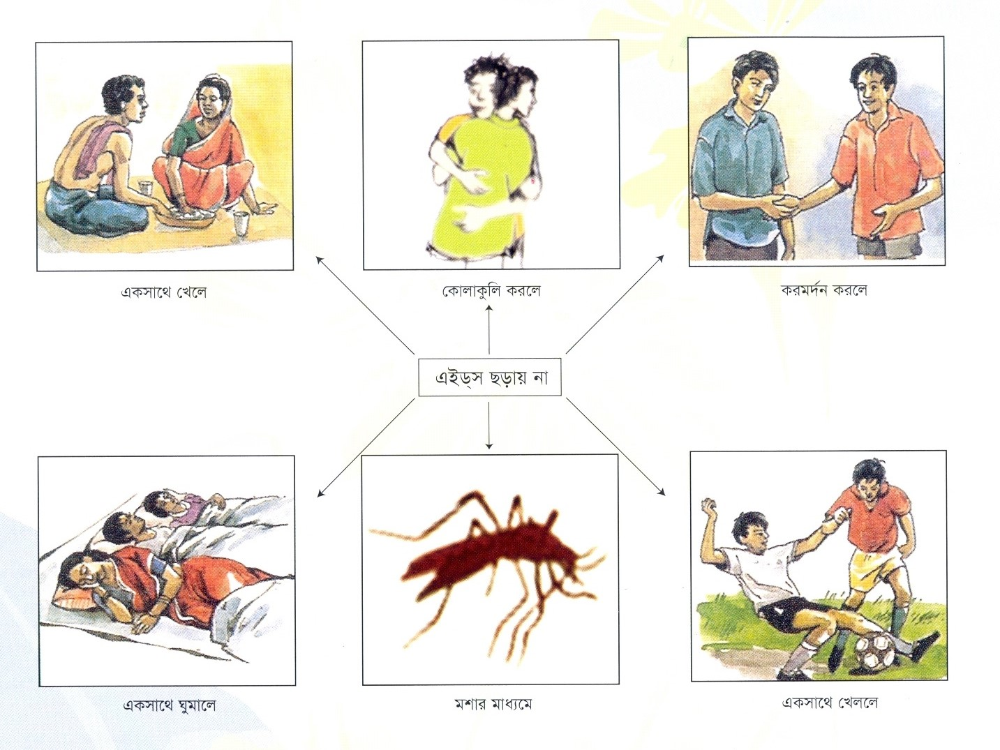 একসাথে খেলে
কোলাকুলি করলে
করমর্দন করলে
এইড্‌স ছড়ায় না
একসাথে ঘুমালে
মশার মাধ্যমে
একসাথে খেললে